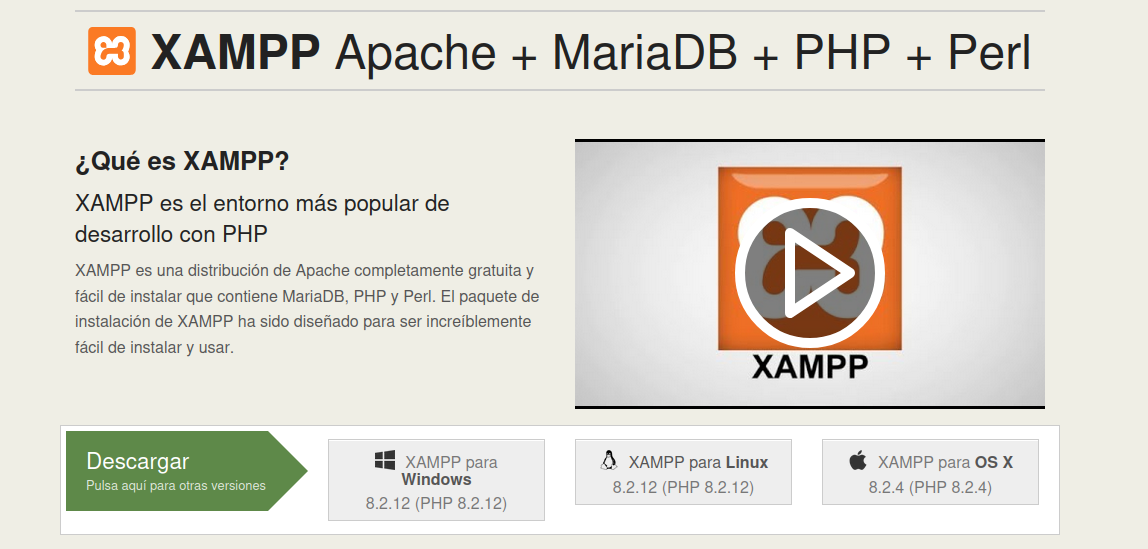 XAMPP Apache + MariaDB + PHP + Perl
¿Qué es XAMPP?
XAMPP es el entorno más popular de
desarrollo con PHP
XAMPP es una distribución de Apache completamente gratuita y
fácil de instalar que contiene MariaDB, PHP y Perl. El paquete de
instalación de XAMPP ha sido diseñado para ser increíblemente
fácil de instalar y usar.
XAMPP
Descargar
Pulsa aquí para otras versiones
XAMPP para
Windows
8.2.12 (PHP 8.2.12)
XAMPP para Linux
8.2.12 (PHP 8.2.12)
XAMPP para OS X
8.2.4 (PHP 8.2.4)